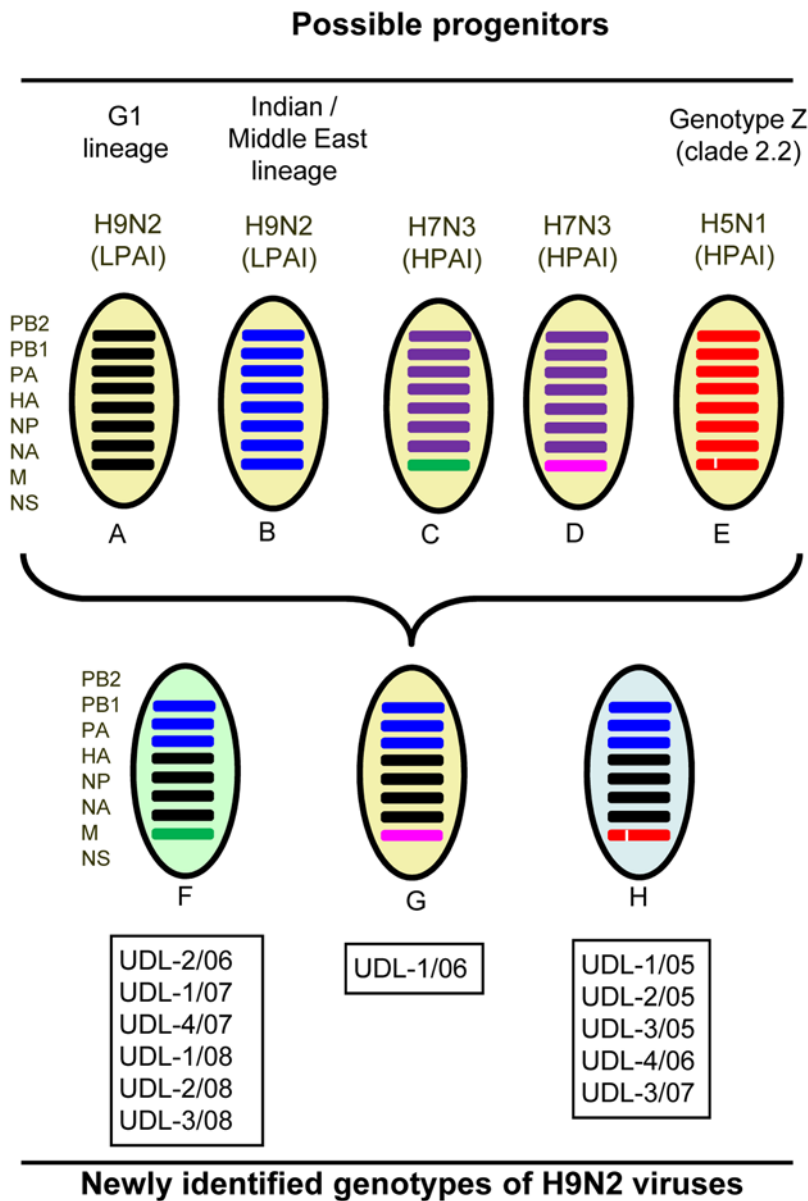 Possible progenitors
G1
lineage
Indian /
Middle East
lineage
Genotype Z
(clade 2.2)
H9N2
(LPAI)
H9N2
(LPAI)
H7N3
(HPAI)
H7N3
(HPAI)
H5N1
(HPAI)
PB2
PB1
PA
HA
NP
NA
M
NS
A
B
C
D
E
PB2
PB1
PA
HA
NP
NA
M
NS
F
G
H
UDL-2/06
UDL-1/07
UDL-4/07
UDL-1/08
UDL-2/08
UDL-3/08
UDL-1/06
UDL-1/05
UDL-2/05
UDL-3/05
UDL-4/06
UDL-3/07
Newly identified genotypes of H9N2 viruses